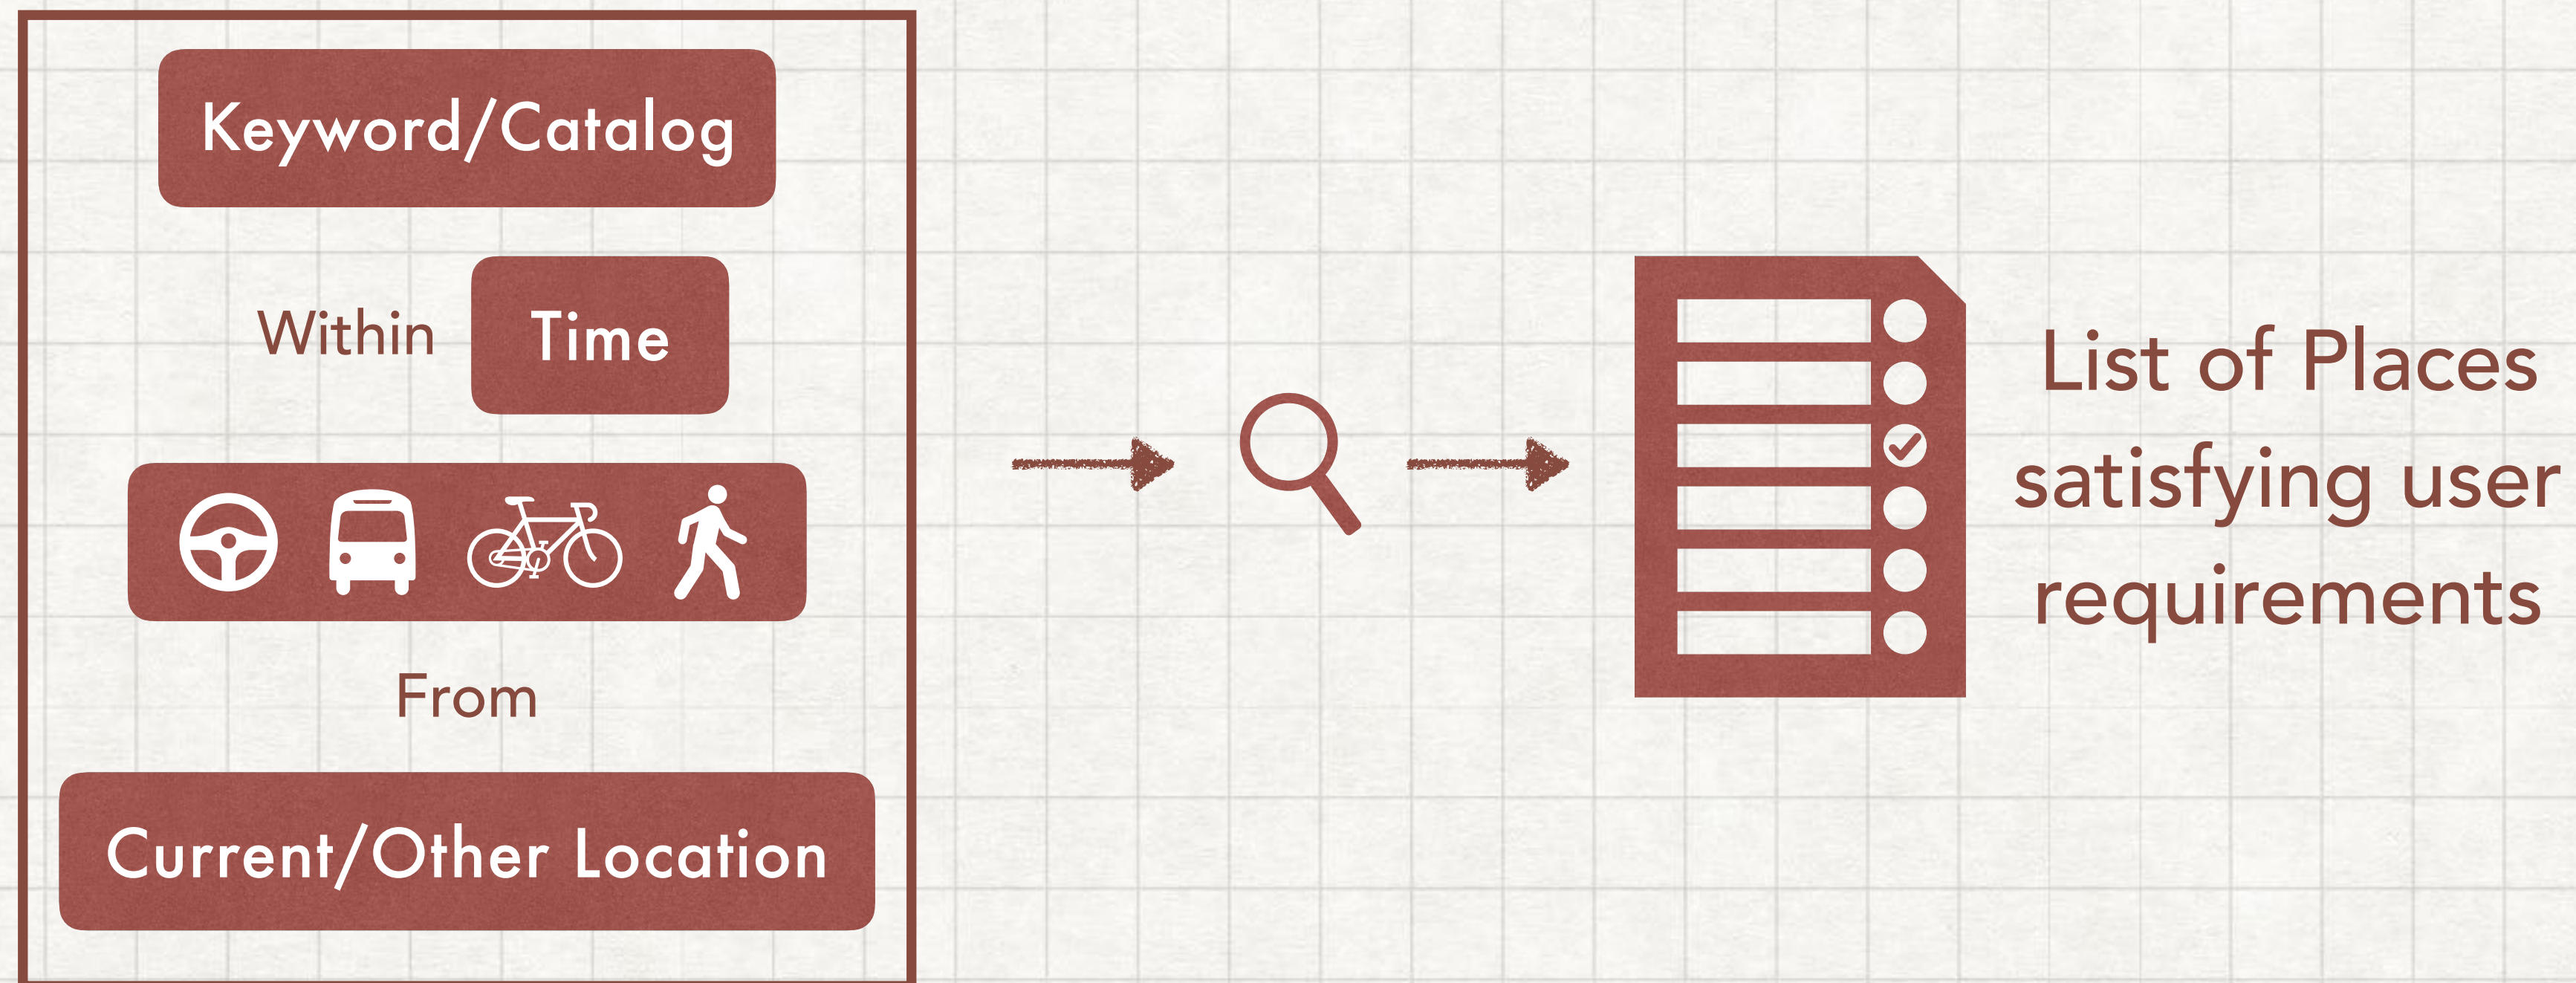 Keyword/Catalog
Within Time
From
Current/Other Location
List of Places
satisfying user
requirements